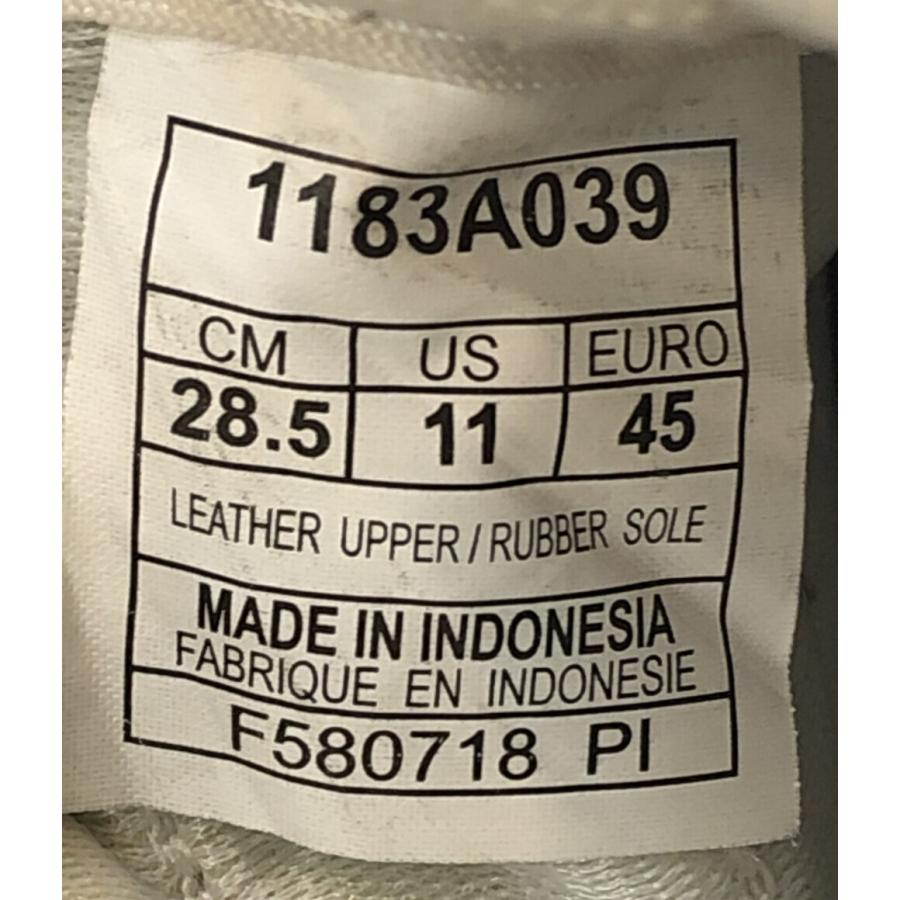 1183A039
CM US EURO
28.5 11 45
LEATHER UPPER / RUBBER SOLE
MADE IN INDONESIA
FABRIQUE EN INDONESIE
F580718 PI